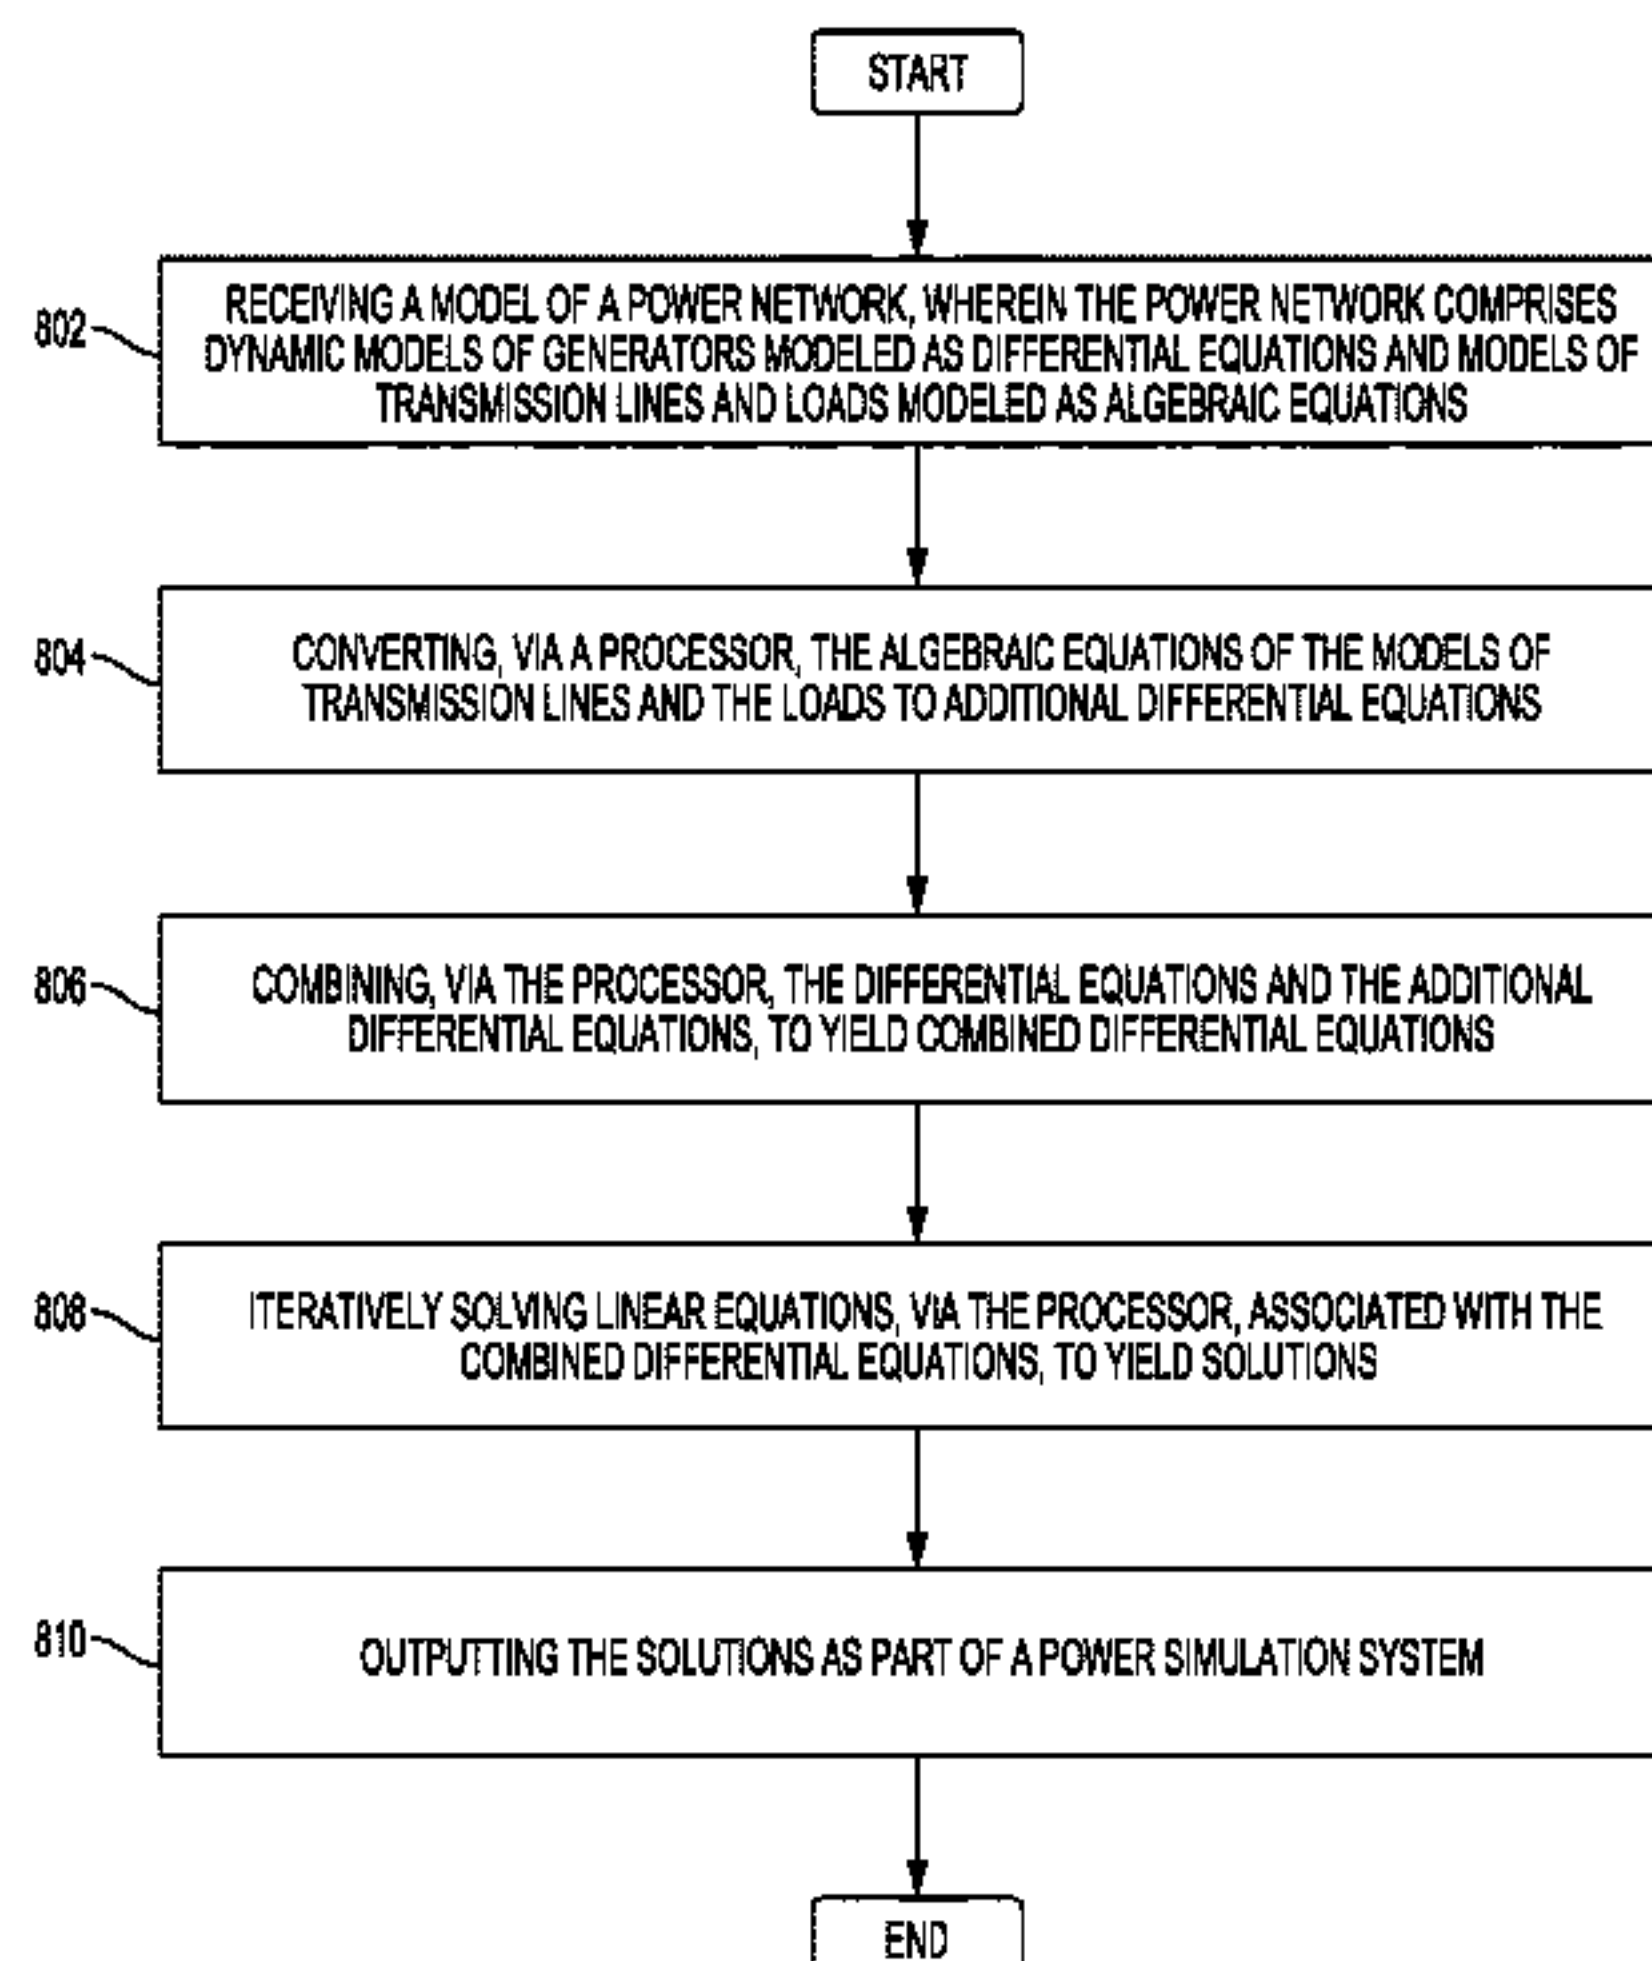 START
802
RECEIVING A MODEL OF A POWER NETWORK, WHEREIN THE POWER NETWORK COMPRISES
DYNAMIC MODELS OF GENERATORS MODELED AS DIFFERENTIAL EQUATIONS AND MODELS OF
TRANSMISSION LINES AND LOADS MODELED AS ALGEBRAIC EQUATIONS
804
CONVERTING, VIA A PROCESSOR, THE ALGEBRAIC EQUATIONS OF THE MODELS OF
TRANSMISSION LINES AND THE LOADS TO ADDITIONAL DIFFERENTIAL EQUATIONS
806
COMBINING, VIA THE PROCESSOR, THE DIFFERENTIAL EQUATIONS AND THE ADDITIONAL
DIFFERENTIAL EQUATIONS, TO YIELD COMBINED DIFFERENTIAL EQUATIONS
808
ITERATIVELY SOLVING LINEAR EQUATIONS, VIA THE PROCESSOR, ASSOCIATED WITH THE
COMBINED DIFFERENTIAL EQUATIONS, TO YIELD SOLUTIONS
810
OUTPUTTING THE SOLUTIONS AS PART OF A POWER SIMULATION SYSTEM
END